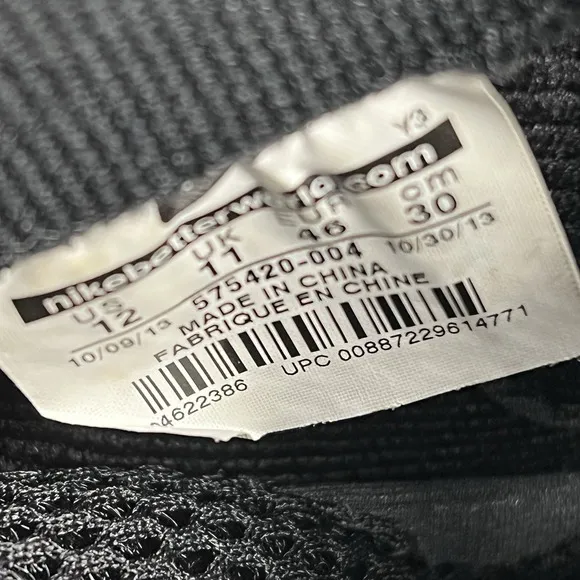 Y3
nikebetterworld.com
US UK EUR cm
12 11 46 30
10/09/13 575420-004 10/30/13
MADE IN CHINA
FABRIQUE EN CHINE
04622386 UPC 00887229614771